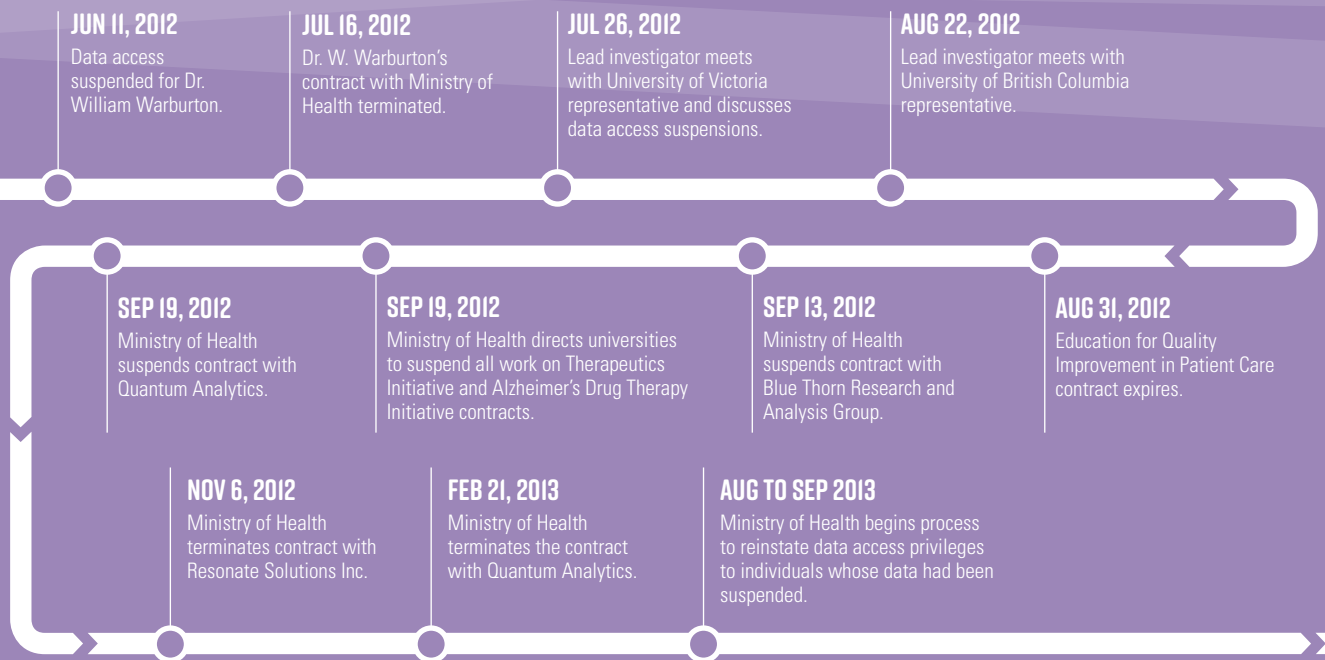 JUN 11, 2012
Data access
suspended for Dr.
William Warburton.
JUL 16, 2012
Dr. W. Warburton's
contract with Ministry of
Health terminated.
JUL 26, 2012
Lead investigator meets
with University of Victoria
representative and discusses
data access suspensions.
AUG 22, 2012
Lead investigator meets with
University of British Columbia
representative.
AUG 31, 2012
Education for Quality
Improvement in Patient Care
contract expires.
SEP 13, 2012
Ministry of Health
suspends contract with
Blue Thorn Research and
Analysis Group.
SEP 19, 2012
Ministry of Health directs universities
to suspend all work on Therapeutics
Initiative and Alzheimer's Drug Therapy
Initiative contracts.
SEP 19, 2012
Ministry of Health
suspends contract with
Quantum Analytics.
NOV 6, 2012
Ministry of Health
terminates contract with
Resonate Solutions Inc.
FEB 21, 2013
Ministry of Health
terminates the contract
with Quantum Analytics.
AUG TO SEP 2013
Ministry of Health begins process
to reinstate data access privileges
to individuals whose data had been
suspended.